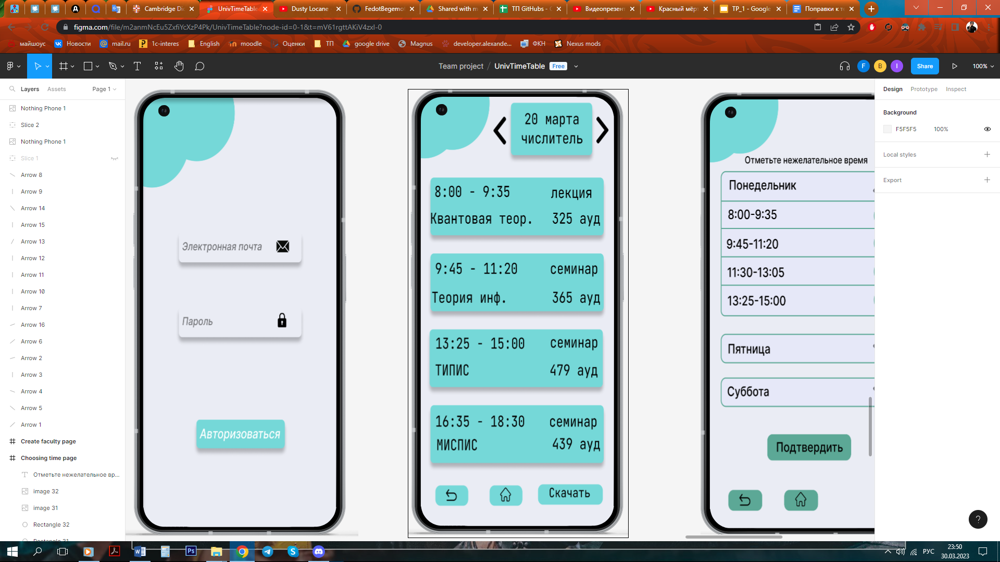 Cambridge Di
UnivTimeTable
Dusty Locane
FedotBegemo
Shared with m
ТП GitHubs - G
Видеопрезент
Красный мёрт
TP_1 - Google
Поправки к т
figma.com/file/m2anmNcEu5ZxfiYcXzP4Pk/UnivTimeTable?node-id=0-1&t=mV61rgttAKiV4zxI-0
майшоус
Новости
mail.ru
1c-interes
English
moodle
Оценки
ТП
google drive
Magnus
developer.alexande...
ФКН
Nexus mods
Team project / UnivTimeTable Free
F
B
I
Share
100%
Layers
Assets
Page 1
Nothing Phone 1
Slice 2
Nothing Phone 1
Slice 1
Arrow 8
Arrow 9
Arrow 14
Arrow 15
Arrow 13
Arrow 12
Arrow 11
Arrow 10
Arrow 7
Arrow 16
Arrow 6
Arrow 2
Arrow 3
Arrow 4
Arrow 5
Arrow 1
Create faculty page
Choosing time page
Отметьте нежелательное вр...
image 32
image 31
Rectangle 32
Rectangle 31
Электронная почта
Пароль
Авторизоваться
20 марта
числитель
8:00 - 9:35 лекция
Квантовая теор. 325 ауд
9:45 - 11:20 семинар
Теория инф. 365 ауд
13:25 - 15:00 семинар
ТИПИС 479 ауд
16:35 - 18:30 семинар
МИСПИС 439 ауд
Скачать
Отметьте нежелательное время
Понедельник
8:00-9:35
9:45-11:20
11:30-13:05
13:25-15:00
Пятница
Суббота
Подтвердить
Design
Prototype
Inspect
Background
F5F5F5 100%
Local styles
Export
?
РУС
23:50
30.03.2023